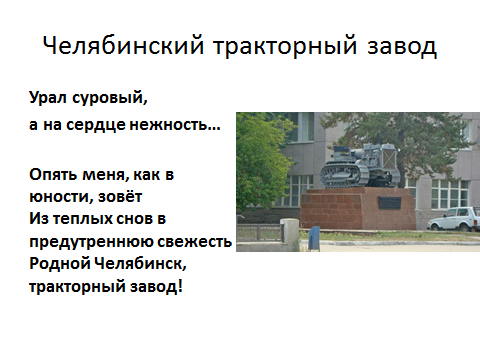 Челябинский тракторный завод
Урал суровый,
а на сердце нежность...
Опять меня, как в
юности, зовёт
Из теплых снов в
предутреннюю свежесть
Родной Челябинск,
тракторный завод!